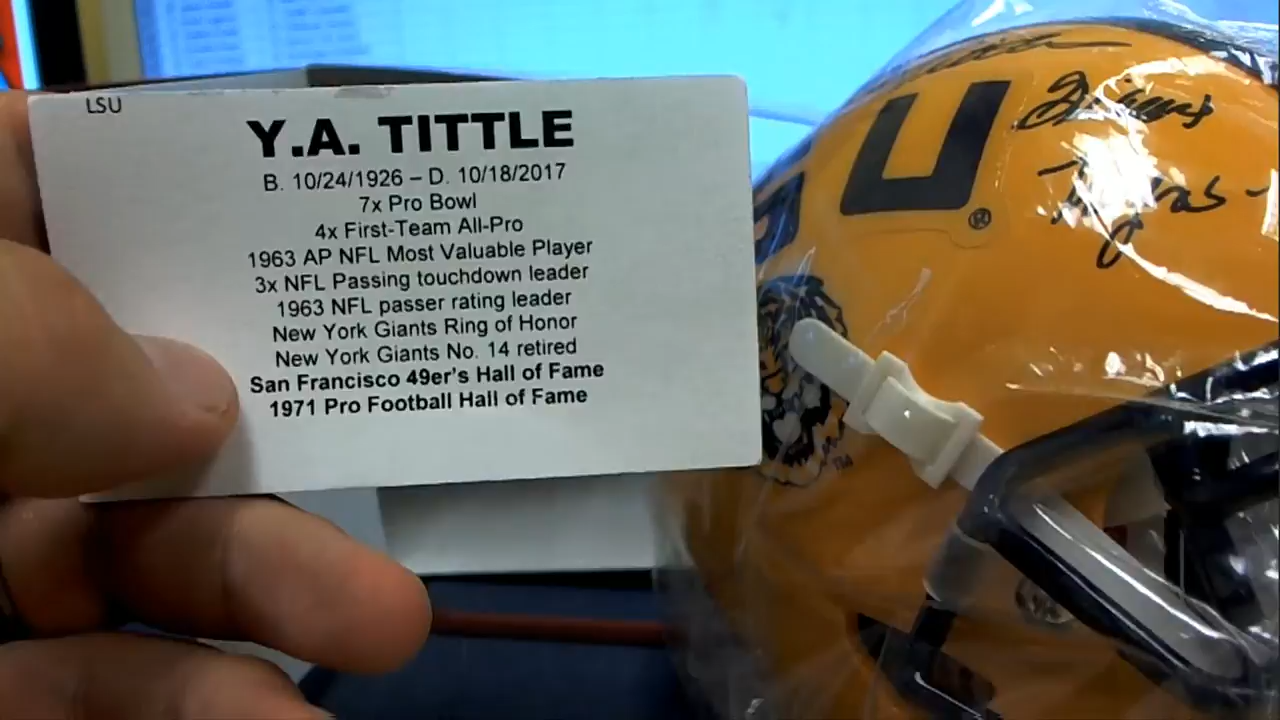 LSU
Y.A. TITTLE
B. 10/24/1926 – D. 10/18/2017
7x Pro Bowl
4x First-Team All-Pro
1963 AP NFL Most Valuable Player
3x NFL Passing touchdown leader
1963 NFL passer rating leader
New York Giants Ring of Honor
New York Giants No. 14 retired
San Francisco 49er's Hall of Fame
1971 Pro Football Hall of Fame
U®